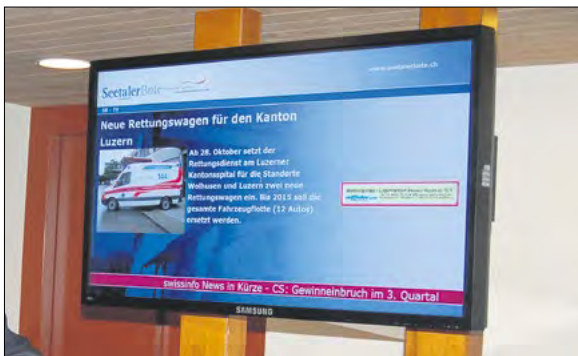 SeetalerBote
www.seetalerbote.ch
Neue Rettungswagen für den Kanton
Luzern
144
Ab 28. Oktober setzt der
Rettungsdienst am Luzerner
Kantonsspital für die Standorte
Wolhusen und Luzern zwei neue
Rettungswagen ein. Bis 2015 soll die
gesamte Fahrzeugflotte (12 Autos)
ersetzt werden.
swissinfo News in Kürze - CS: Gewinneinbruch im 3. Quartal
SAMSUNG